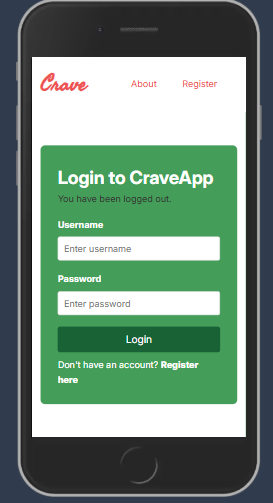 Crave
About Register
Login to CraveApp
You have been logged out.
Username
Enter username
Password
Enter password
Login
Don't have an account? Register
here